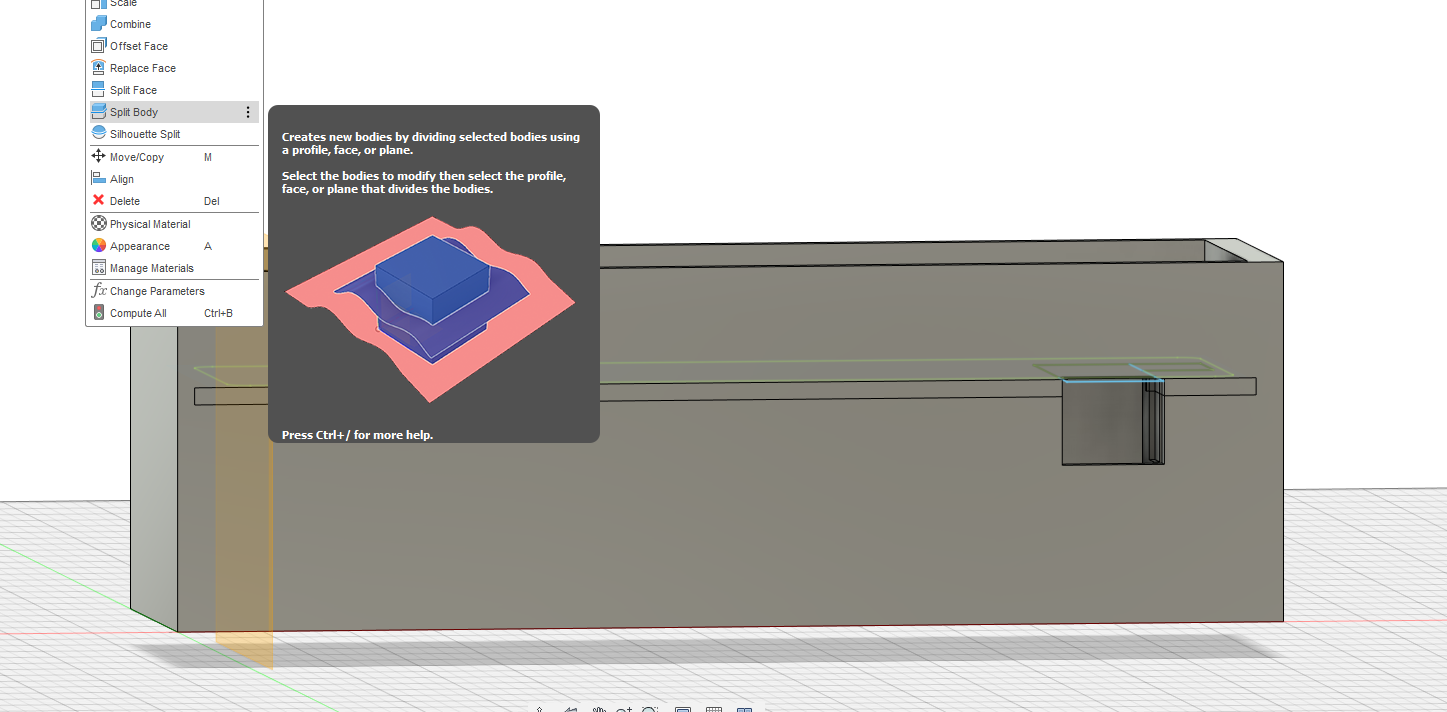 Scale
Combine
Offset Face
Replace Face
Split Face
Split Body
Silhouette Split
Move/Copy M
Align
Delete Del
Physical Material
Appearance A
Manage Materials
Change Parameters
Compute All Ctrl+B
Creates new bodies by dividing selected bodies using
a profile, face, or plane.
Select the bodies to modify then select the profile,
face, or plane that divides the bodies.
Press Ctrl+/ for more help.